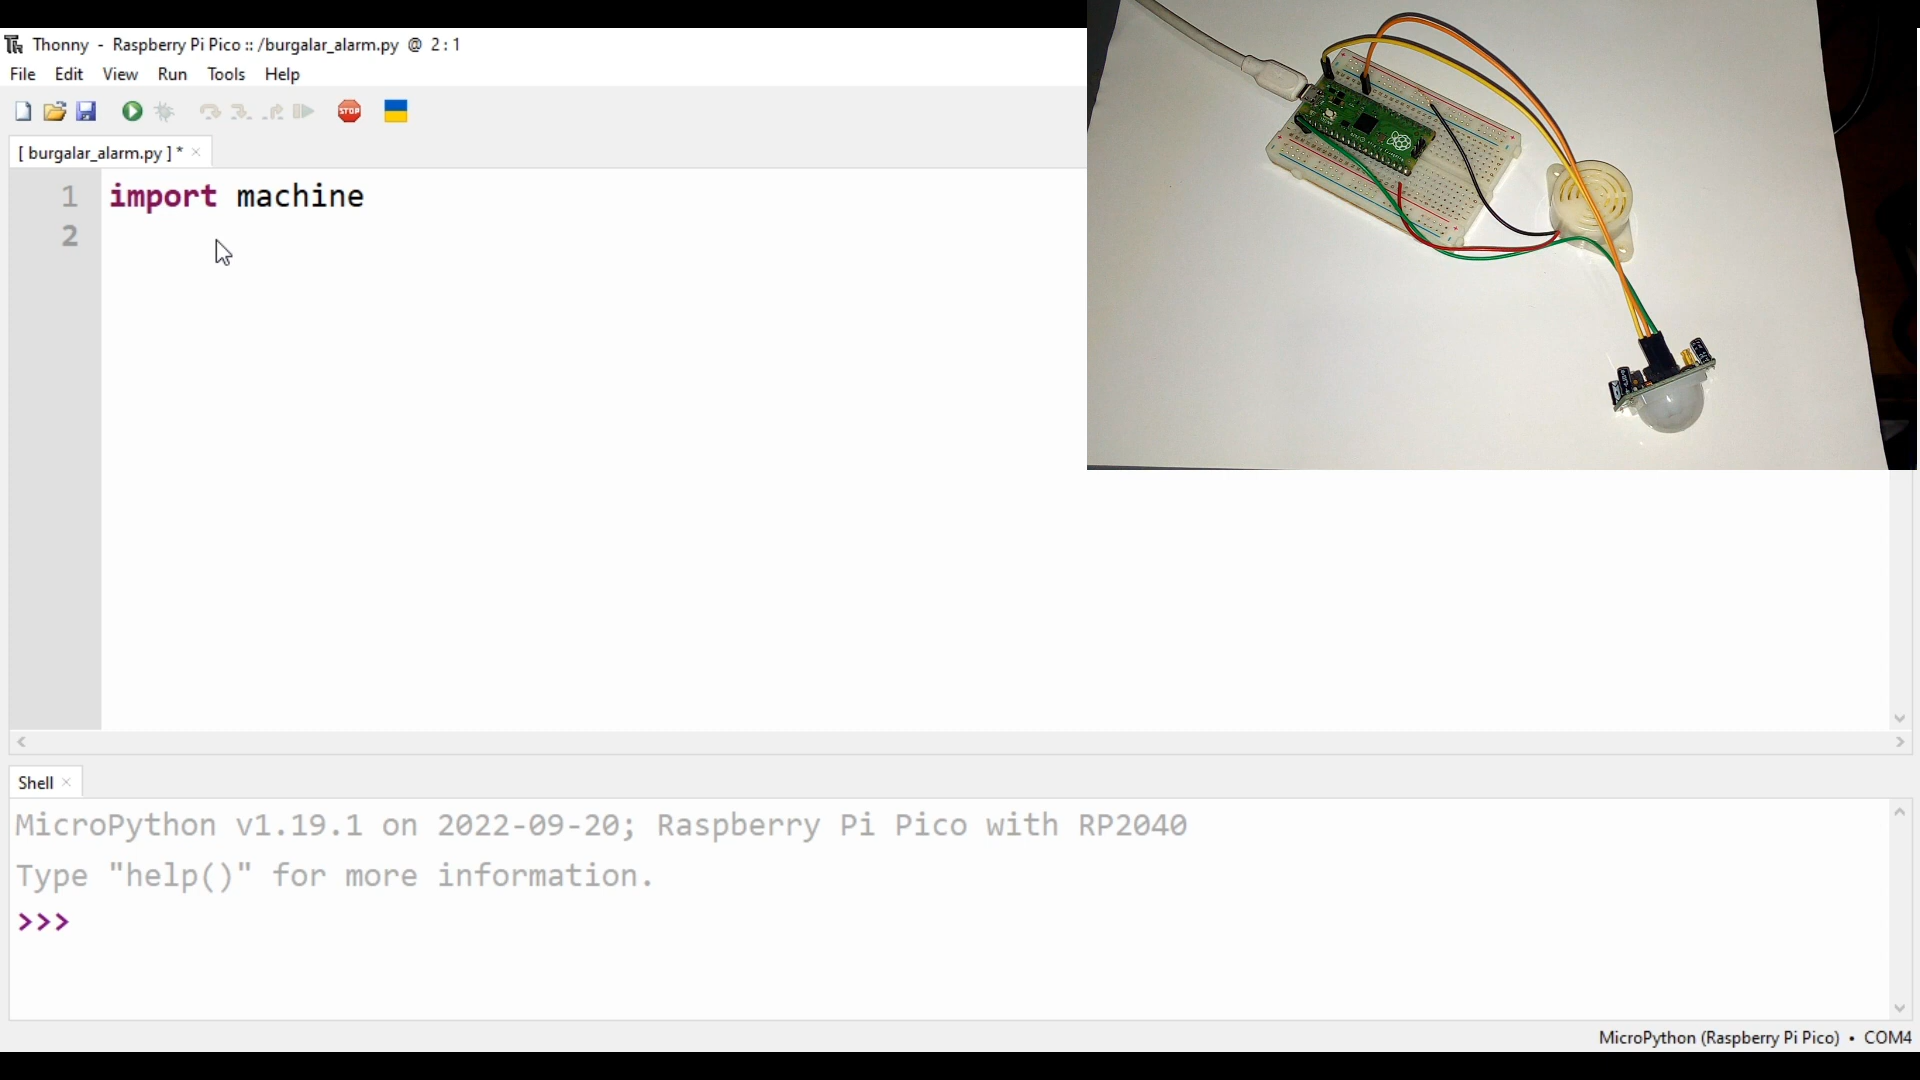 Thonny - Raspberry Pi Pico :: /burgalar_alarm.py @ 2 : 1
File Edit View Run Tools Help
STOP
[ burgalar_alarm.py ] *
1 import machine
2
Shell
MicroPython v1.19.1 on 2022-09-20; Raspberry Pi Pico with RP2040
Type "help()" for more information.
>>>
MicroPython (Raspberry Pi Pico) • COM4